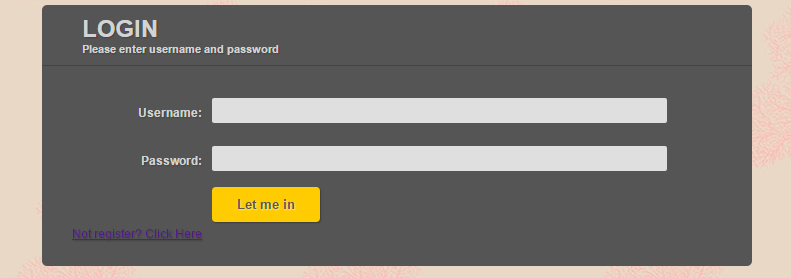 LOGIN
Please enter username and password
Username:
Password:
Let me in
Not register? Click Here